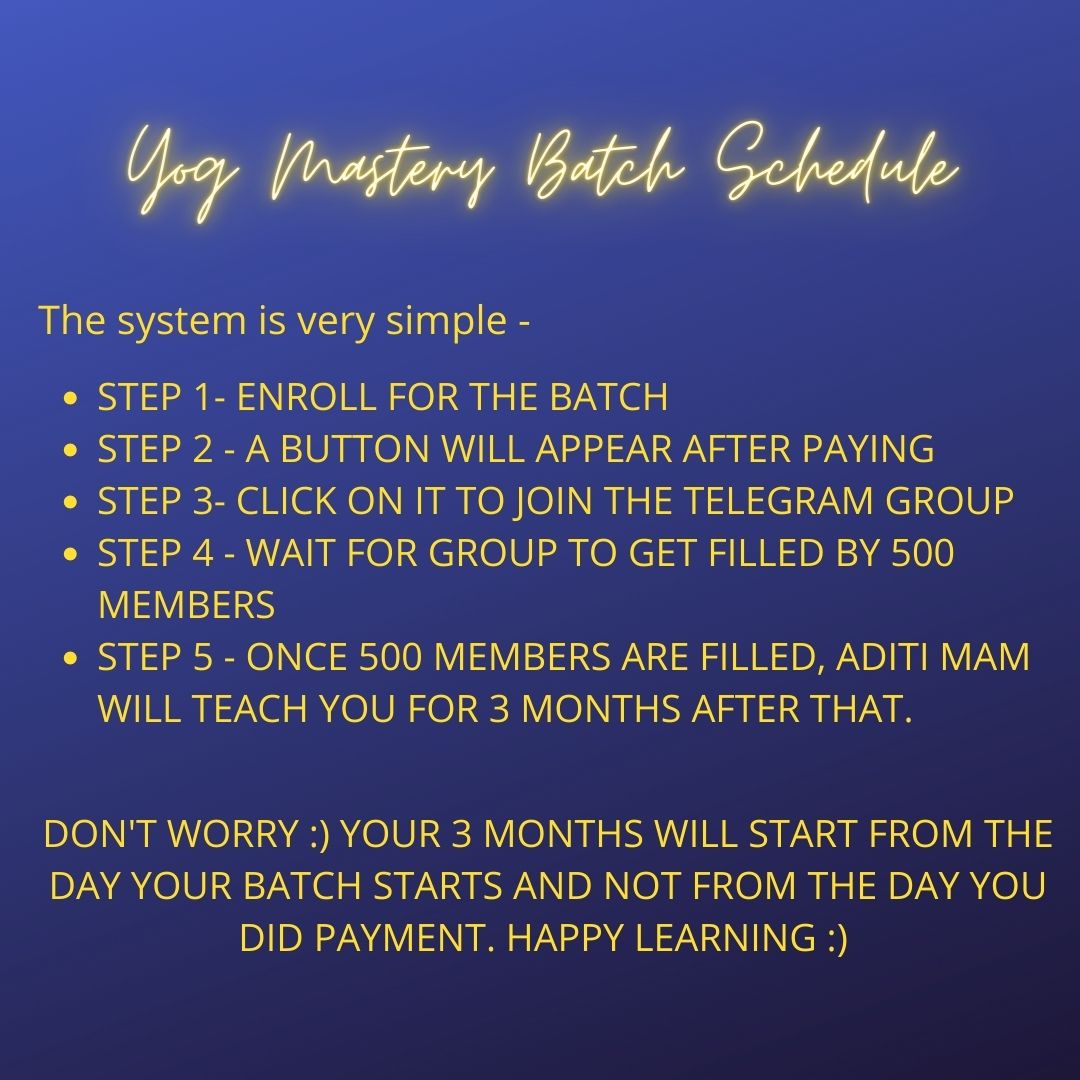 Yog Mastery Batch Schedule
The system is very simple -
• STEP 1- ENROLL FOR THE BATCH
• STEP 2 - A BUTTON WILL APPEAR AFTER PAYING
• STEP 3- CLICK ON IT TO JOIN THE TELEGRAM GROUP
• STEP 4 - WAIT FOR GROUP TO GET FILLED BY 500
MEMBERS
• STEP 5 - ONCE 500 MEMBERS ARE FILLED, ADITI MAM
WILL TEACH YOU FOR 3 MONTHS AFTER THAT.
DON'T WORRY :) YOUR 3 MONTHS WILL START FROM THE
DAY YOUR BATCH STARTS AND NOT FROM THE DAY YOU
DID PAYMENT. HAPPY LEARNING :)